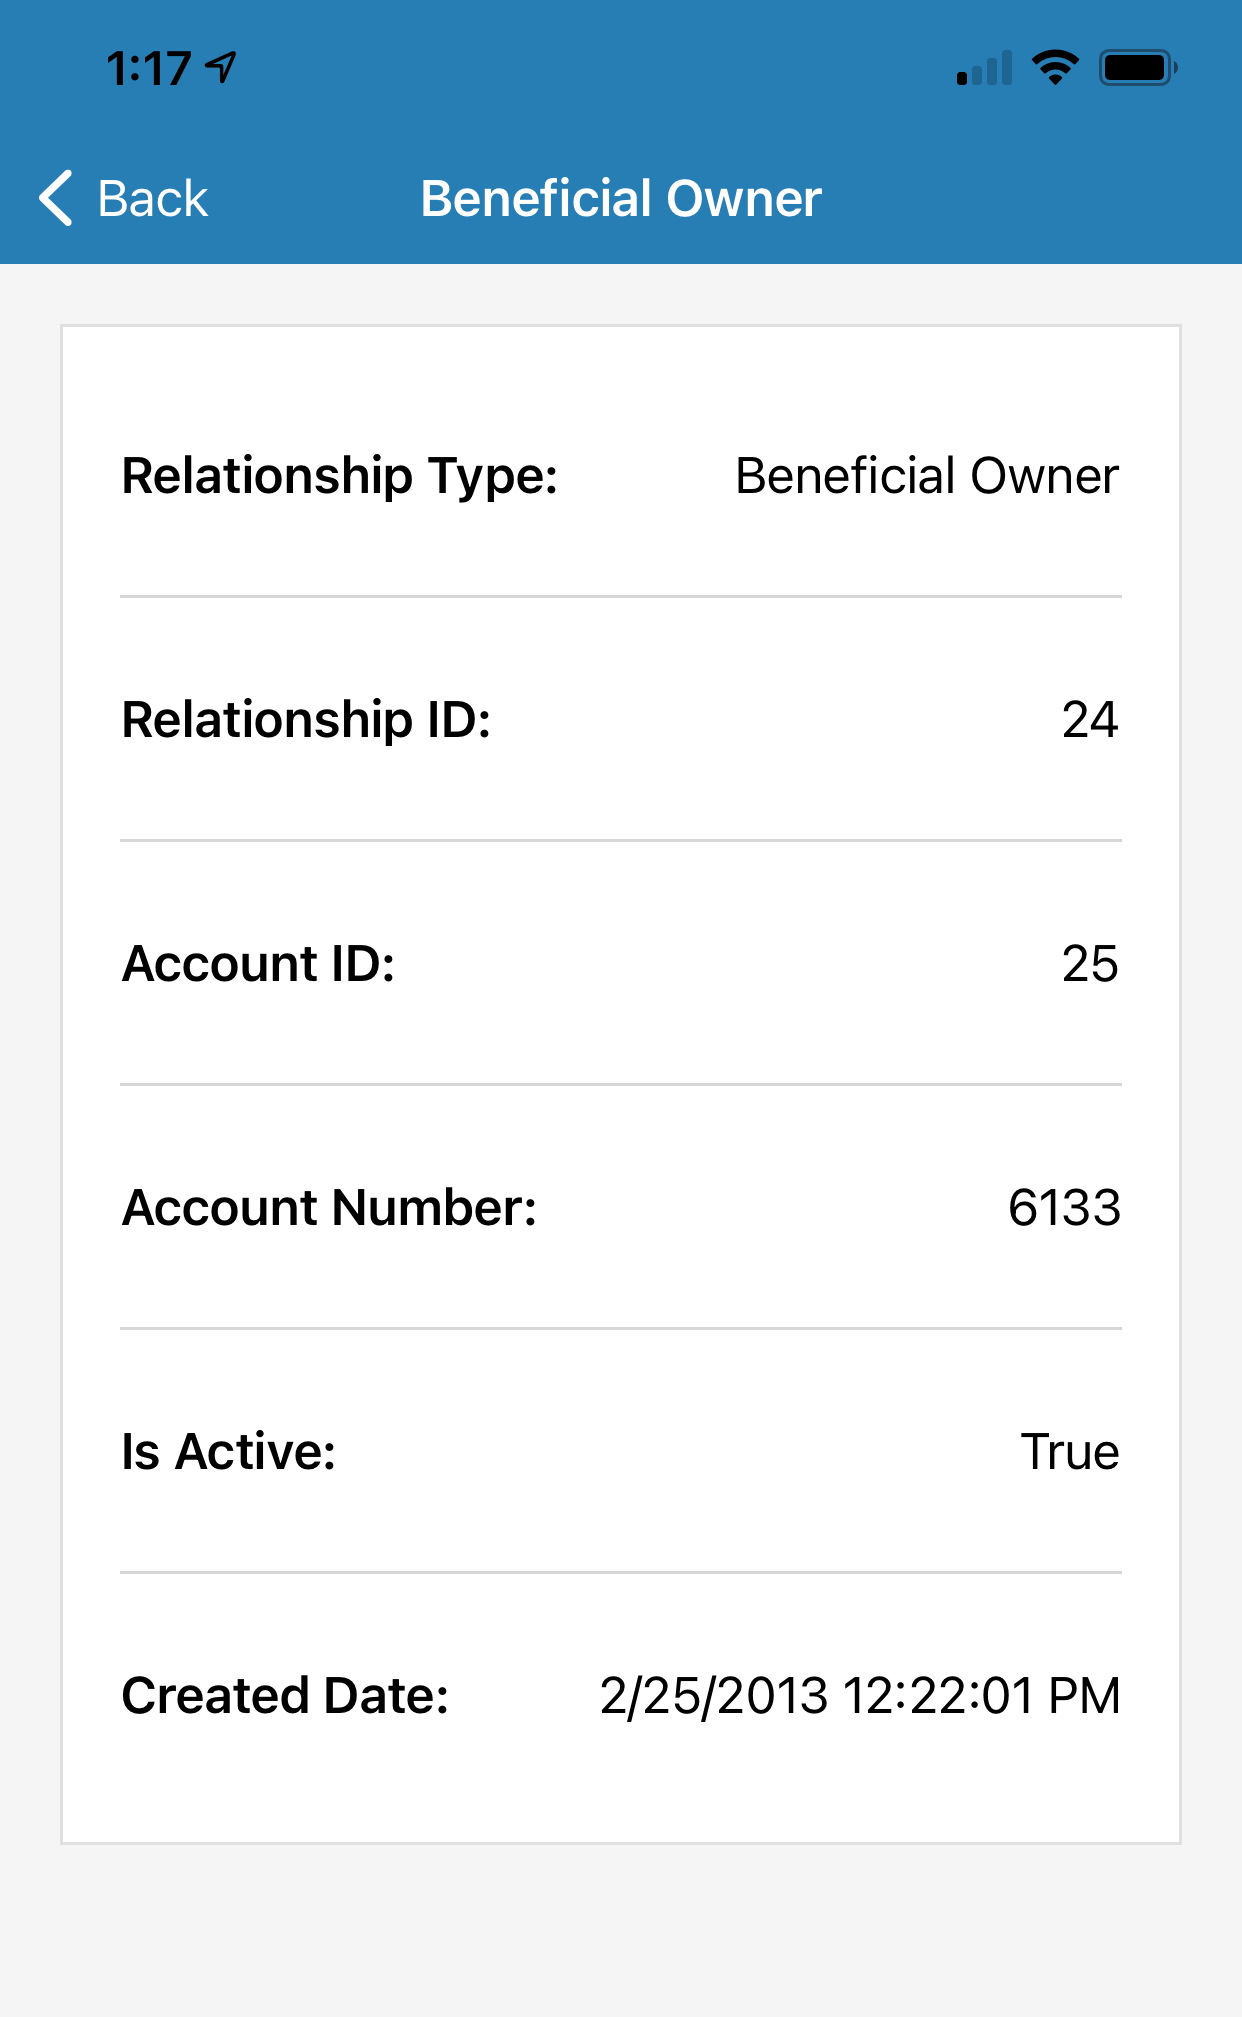 1:17
Back
Beneficial Owner
Relationship Type: Beneficial Owner
Relationship ID: 24
Account ID: 25
Account Number: 6133
Is Active: True
Created Date: 2/25/2013 12:22:01 PM